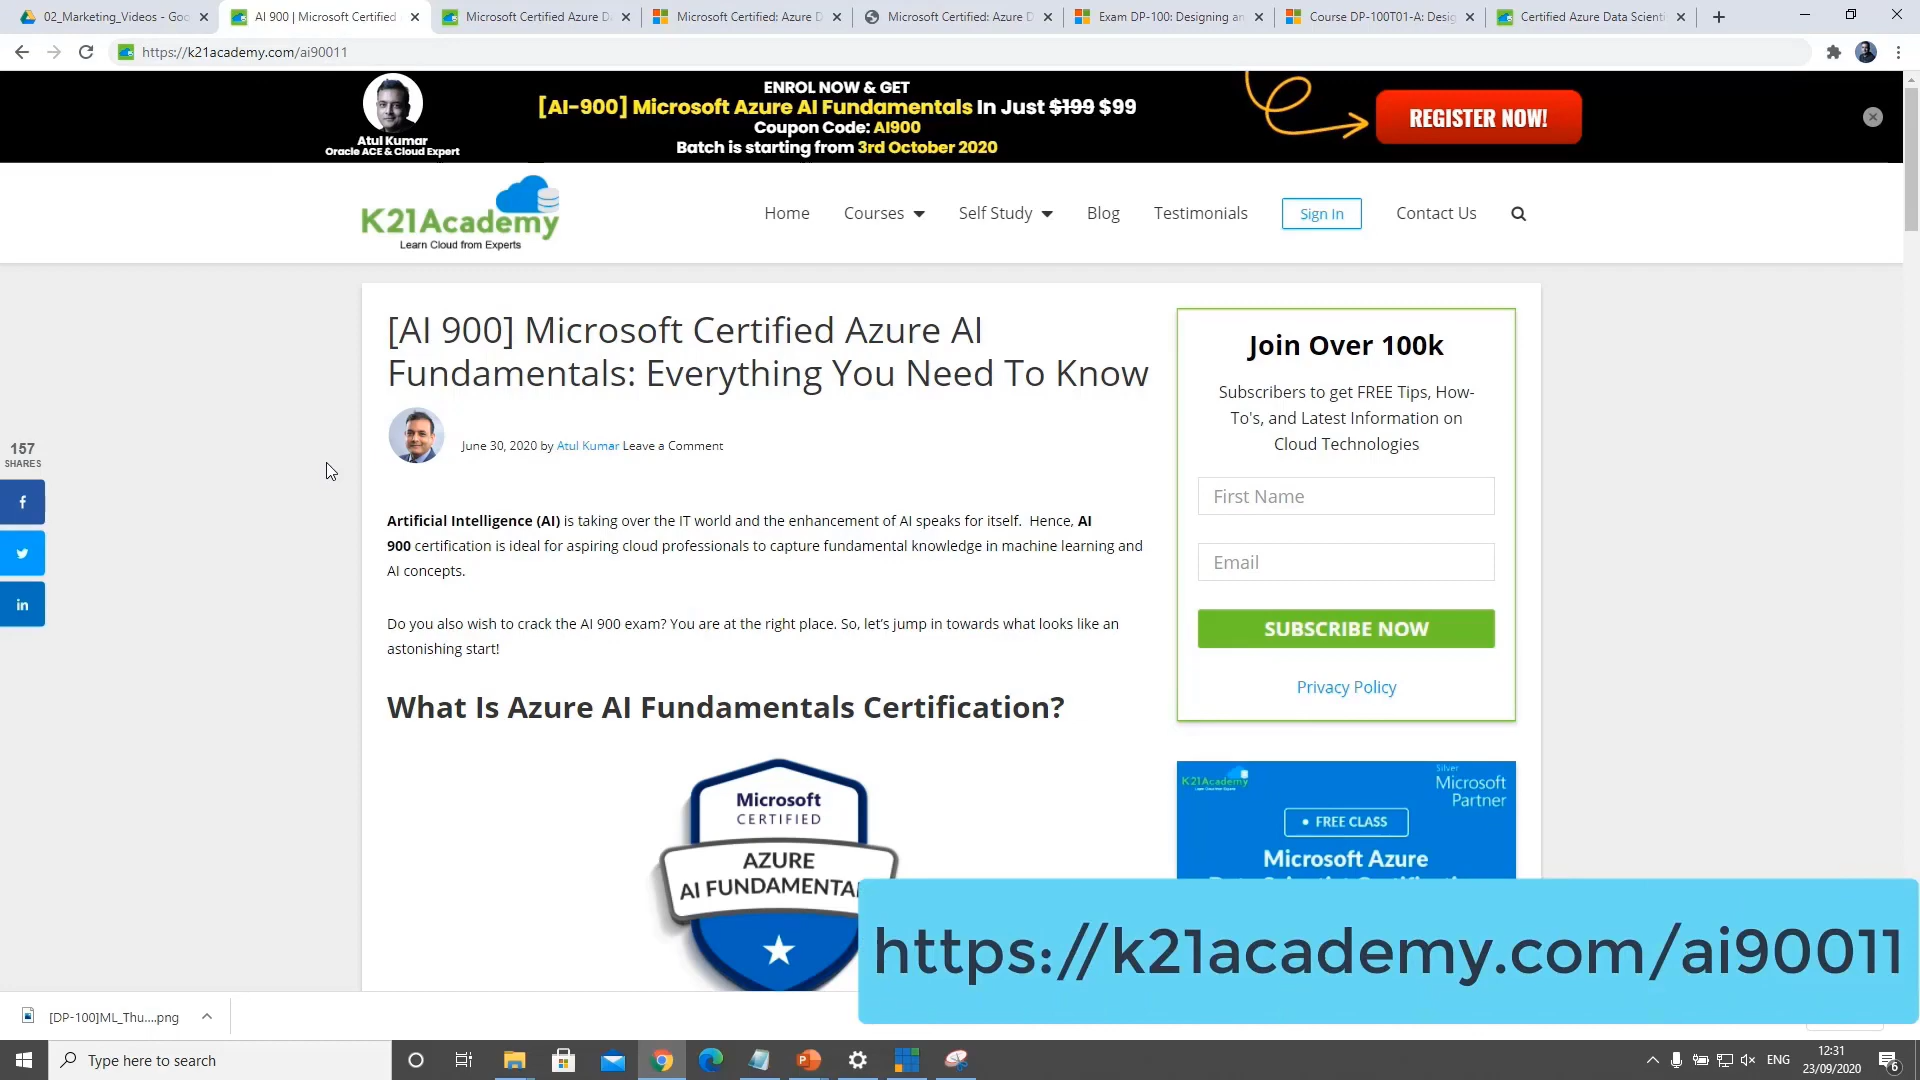 02_Marketing_Videos - Goo
AI 900 | Microsoft Certified
Microsoft Certified Azure D
Microsoft Certified: Azure D
Microsoft Certified: Azure D
Exam DP-100: Designing an
Course DP-100T01-A: Desig
Certified Azure Data Scienti
https://k21academy.com/ai90011
ENROL NOW & GET
[AI-900] Microsoft Azure AI Fundamentals In Just $199 $99
Coupon Code: AI900
Batch is starting from 3rd October 2020
Atul Kumar
Oracle ACE & Cloud Expert
REGISTER NOW!
K21Academy
Learn Cloud from Experts
Home
Courses
Self Study
Blog
Testimonials
Sign In
Contact Us
[AI 900] Microsoft Certified Azure AI
Fundamentals: Everything You Need To Know
June 30, 2020 by Atul Kumar Leave a Comment
157
SHARES
Artificial Intelligence (AI) is taking over the IT world and the enhancement of AI speaks for itself. Hence, AI
900 certification is ideal for aspiring cloud professionals to capture fundamental knowledge in machine learning and
AI concepts.
Do you also wish to crack the AI 900 exam? You are at the right place. So, let’s jump in towards what looks like an
astonishing start!
What Is Azure AI Fundamentals Certification?
Microsoft
CERTIFIED
AZURE
AI FUNDAMENTA
Join Over 100k
Subscribers to get FREE Tips, How-
To's, and Latest Information on
Cloud Technologies
First Name
Email
SUBSCRIBE NOW
Privacy Policy
K21Academy
Learn Cloud from Experts
Silver
Microsoft
Partner
• FREE CLASS
Microsoft Azure
https://k21academy.com/ai90011
[DP-100]ML_Thu....png
Type here to search
ENG
12:31
23/09/2020
6